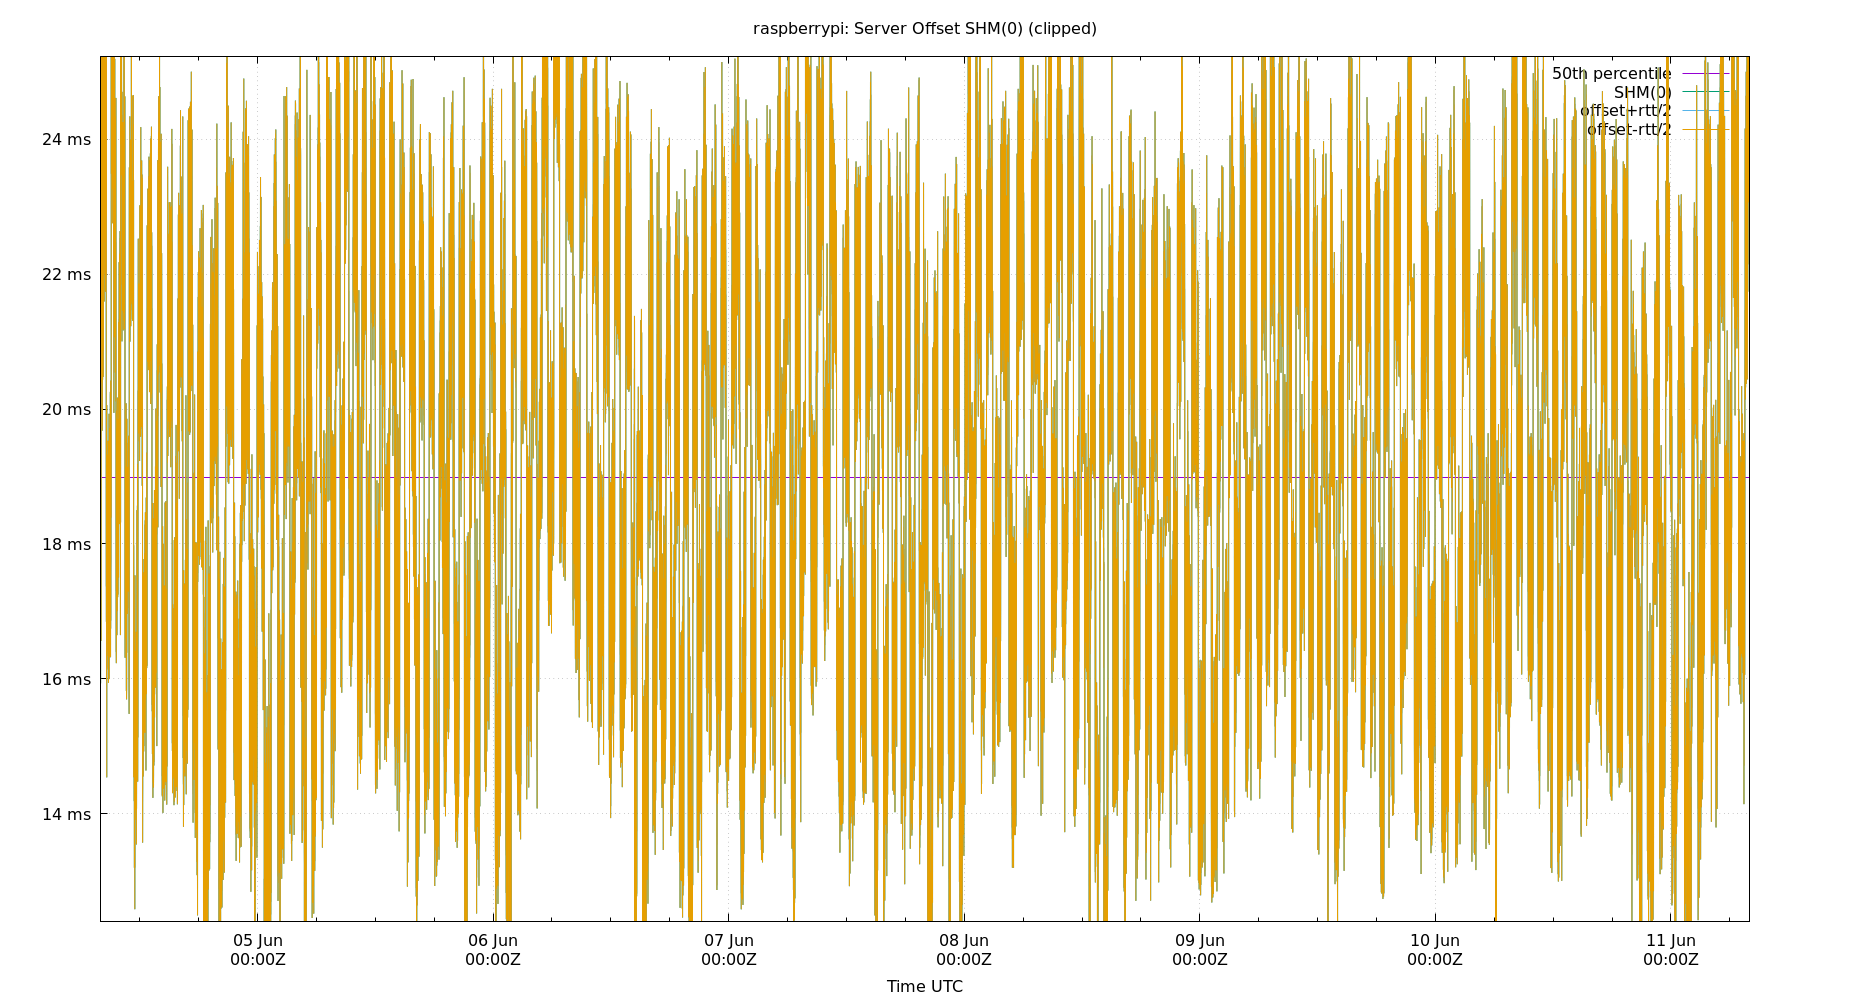 raspberrypi: Server Offset SHM(0) (clipped)
50th percentile
SHM(0)
offset+rtt/2
offset-rtt/2
24 ms
22 ms
20 ms
18 ms
16 ms
14 ms
05 Jun 06 Jun 07 Jun 08 Jun 09 Jun 10 Jun 11 Jun
00:00Z 00:00Z 00:00Z 00:00Z 00:00Z 00:00Z 00:00Z
Time UTC